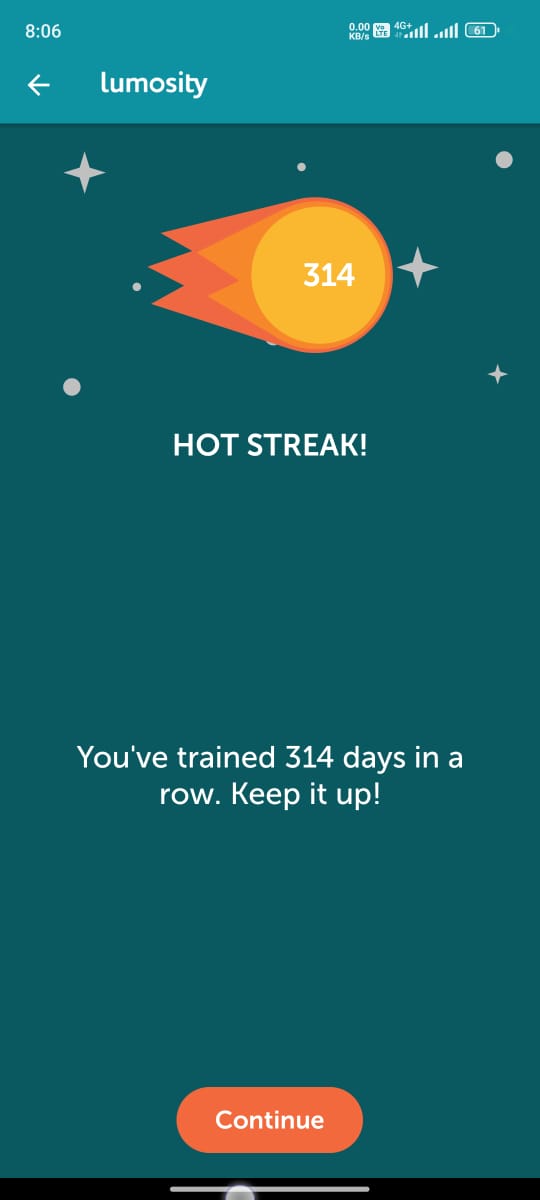 8:06
0.00
KB/s
Vo
LTE
4G+
61
lumosity
314
HOT STREAK!
You've trained 314 days in a
row. Keep it up!
Continue